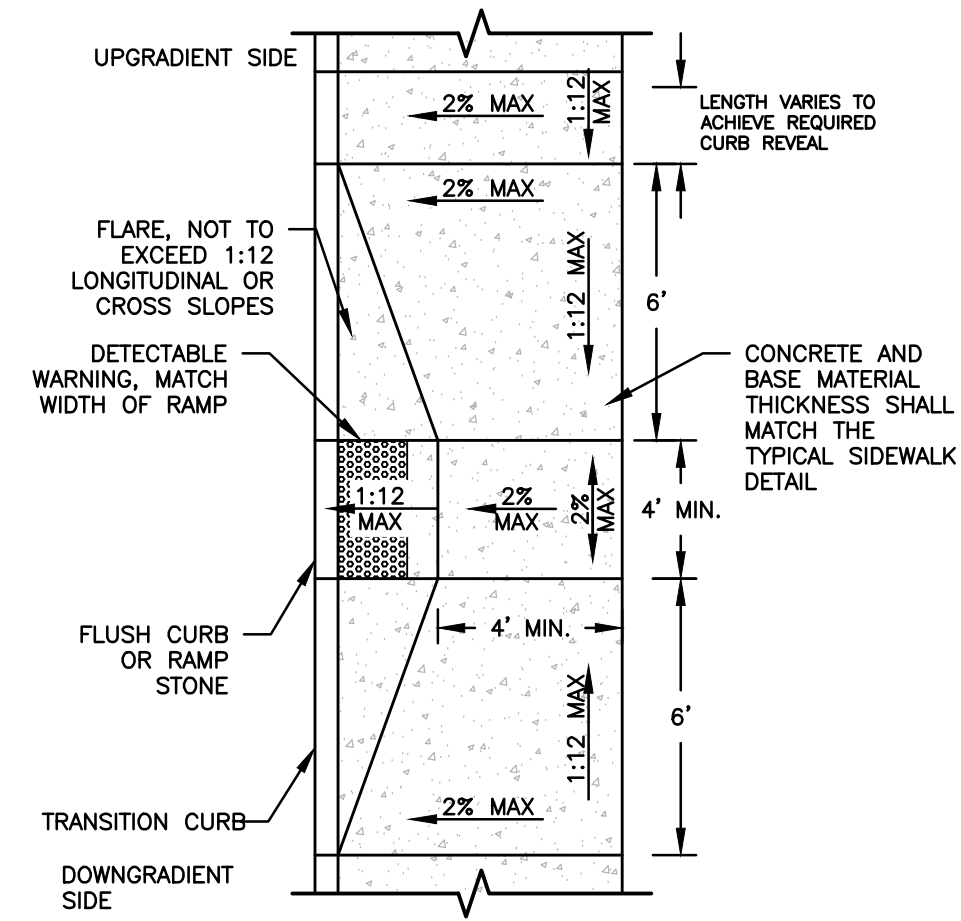 UPGRADIENT SIDE
2% MAX
1:12
MAX
LENGTH VARIES TO
ACHIEVE REQUIRED
CURB REVEAL
2% MAX
FLARE, NOT TO
EXCEED 1:12
LONGITUDINAL OR
CROSS SLOPES
1:12 MAX
6'
DETECTABLE
WARNING, MATCH
WIDTH OF RAMP
CONCRETE AND
BASE MATERIAL
THICKNESS SHALL
MATCH THE
TYPICAL SIDEWALK
DETAIL
1:12
MAX
2%
MAX
2%
MAX
4' MIN.
FLUSH CURB
OR RAMP
STONE
4' MIN.
1:12 MAX
6'
TRANSITION CURB
2% MAX
DOWNGRADIENT
SIDE